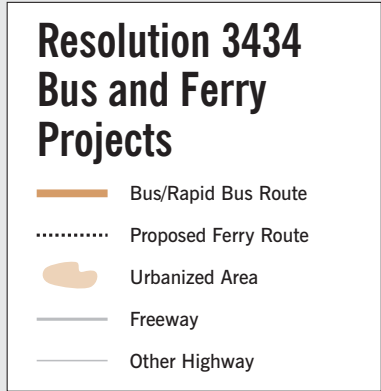 Resolution 3434
Bus and Ferry
Projects
Bus/Rapid Bus Route
Proposed Ferry Route
Urbanized Area
Freeway
Other Highway